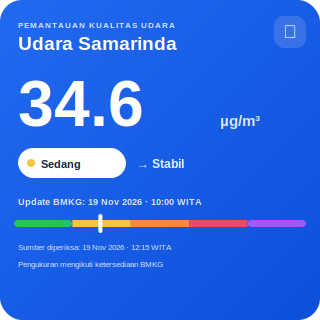 PEMANTAUAN KUALITAS UDARA
Udara Samarinda
34.6 µg/m³
Sedang → Stabil
Update BMKG: 19 Nov 2026 · 10:00 WITA
Sumber diperiksa: 19 Nov 2026 · 12:15 WITA
Pengukuran mengikuti ketersediaan BMKG